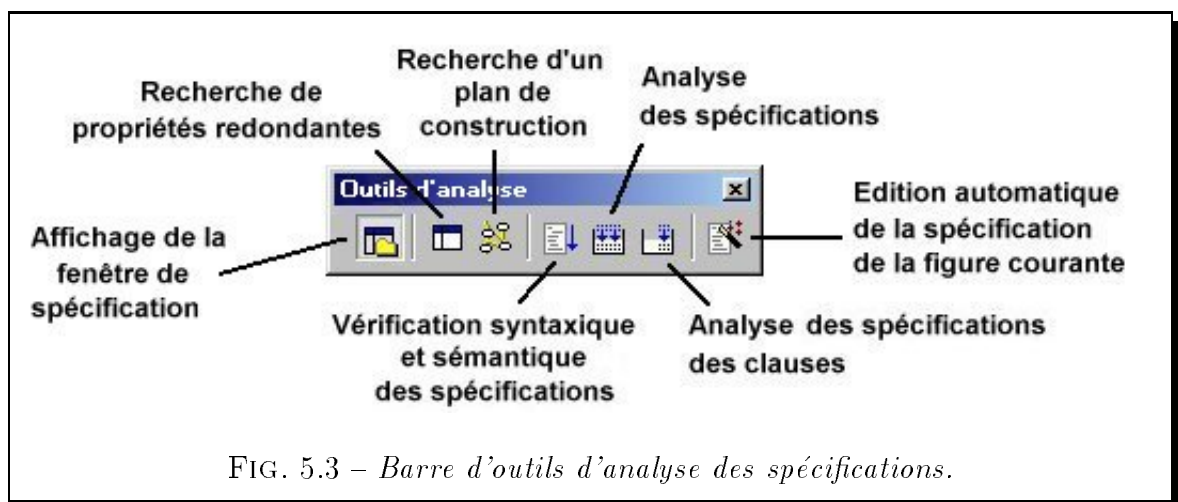 Recherche d'un
plan de
construction
Analyse
des spécifications
Recherche de
propriétés redondantes
Outils d'analyse
Edition automatique
de la spécification
de la figure courante
Affichage de la
fenêtre de
spécification
Vérification syntaxique
et sémantique
des spécifications
Analyse des spécifications
des clauses
FIG. 5.3 – Barre d'outils d'analyse des spécifications.